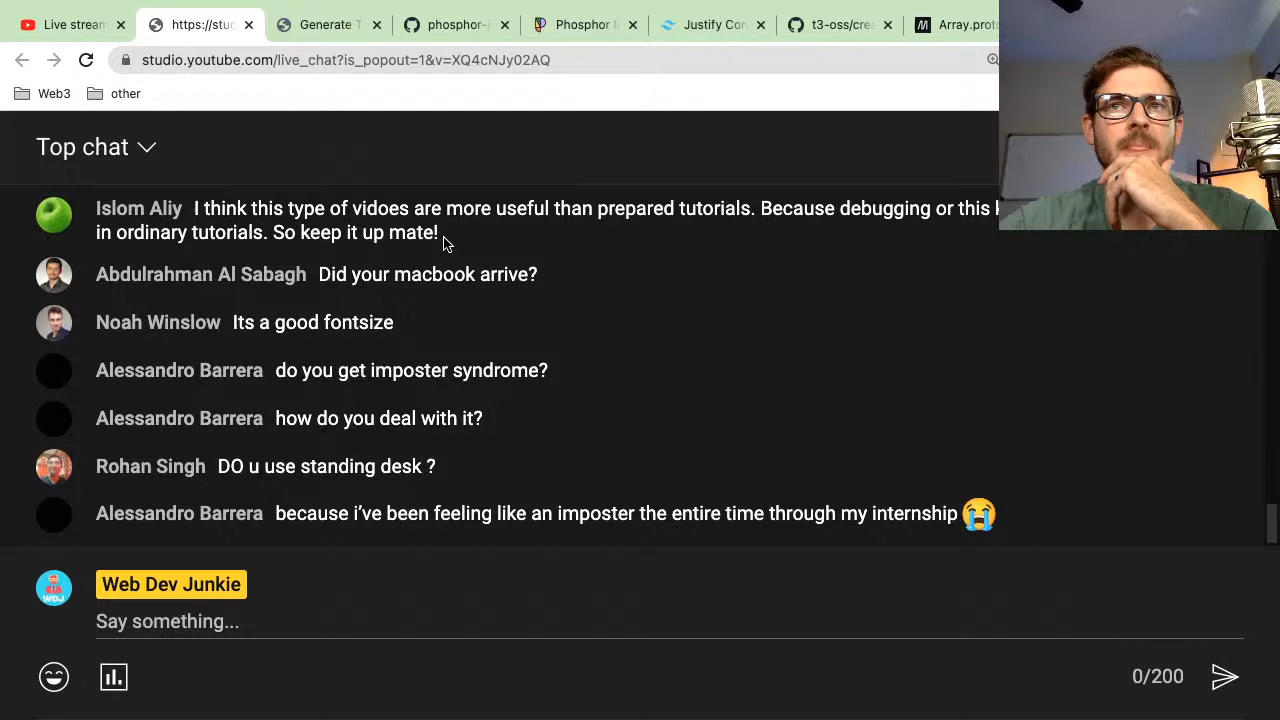 Live stream
https://stud
Generate T
phosphor-i
Phosphor I
Justify Con
t3-oss/crea
Array.proto
studio.youtube.com/live_chat?is_popout=1&v=XQ4cNJy02AQ
Web3
other
Top chat
Islom Aliy I think this type of vidoes are more useful than prepared tutorials. Because debugging or this k
in ordinary tutorials. So keep it up mate!
Abdulrahman Al Sabagh Did your macbook arrive?
Noah Winslow Its a good fontsize
Alessandro Barrera do you get imposter syndrome?
Alessandro Barrera how do you deal with it?
Rohan Singh DO u use standing desk ?
Alessandro Barrera because i've been feeling like an imposter the entire time through my internship 😭
WDJ
Web Dev Junkie
Say something...
0/200